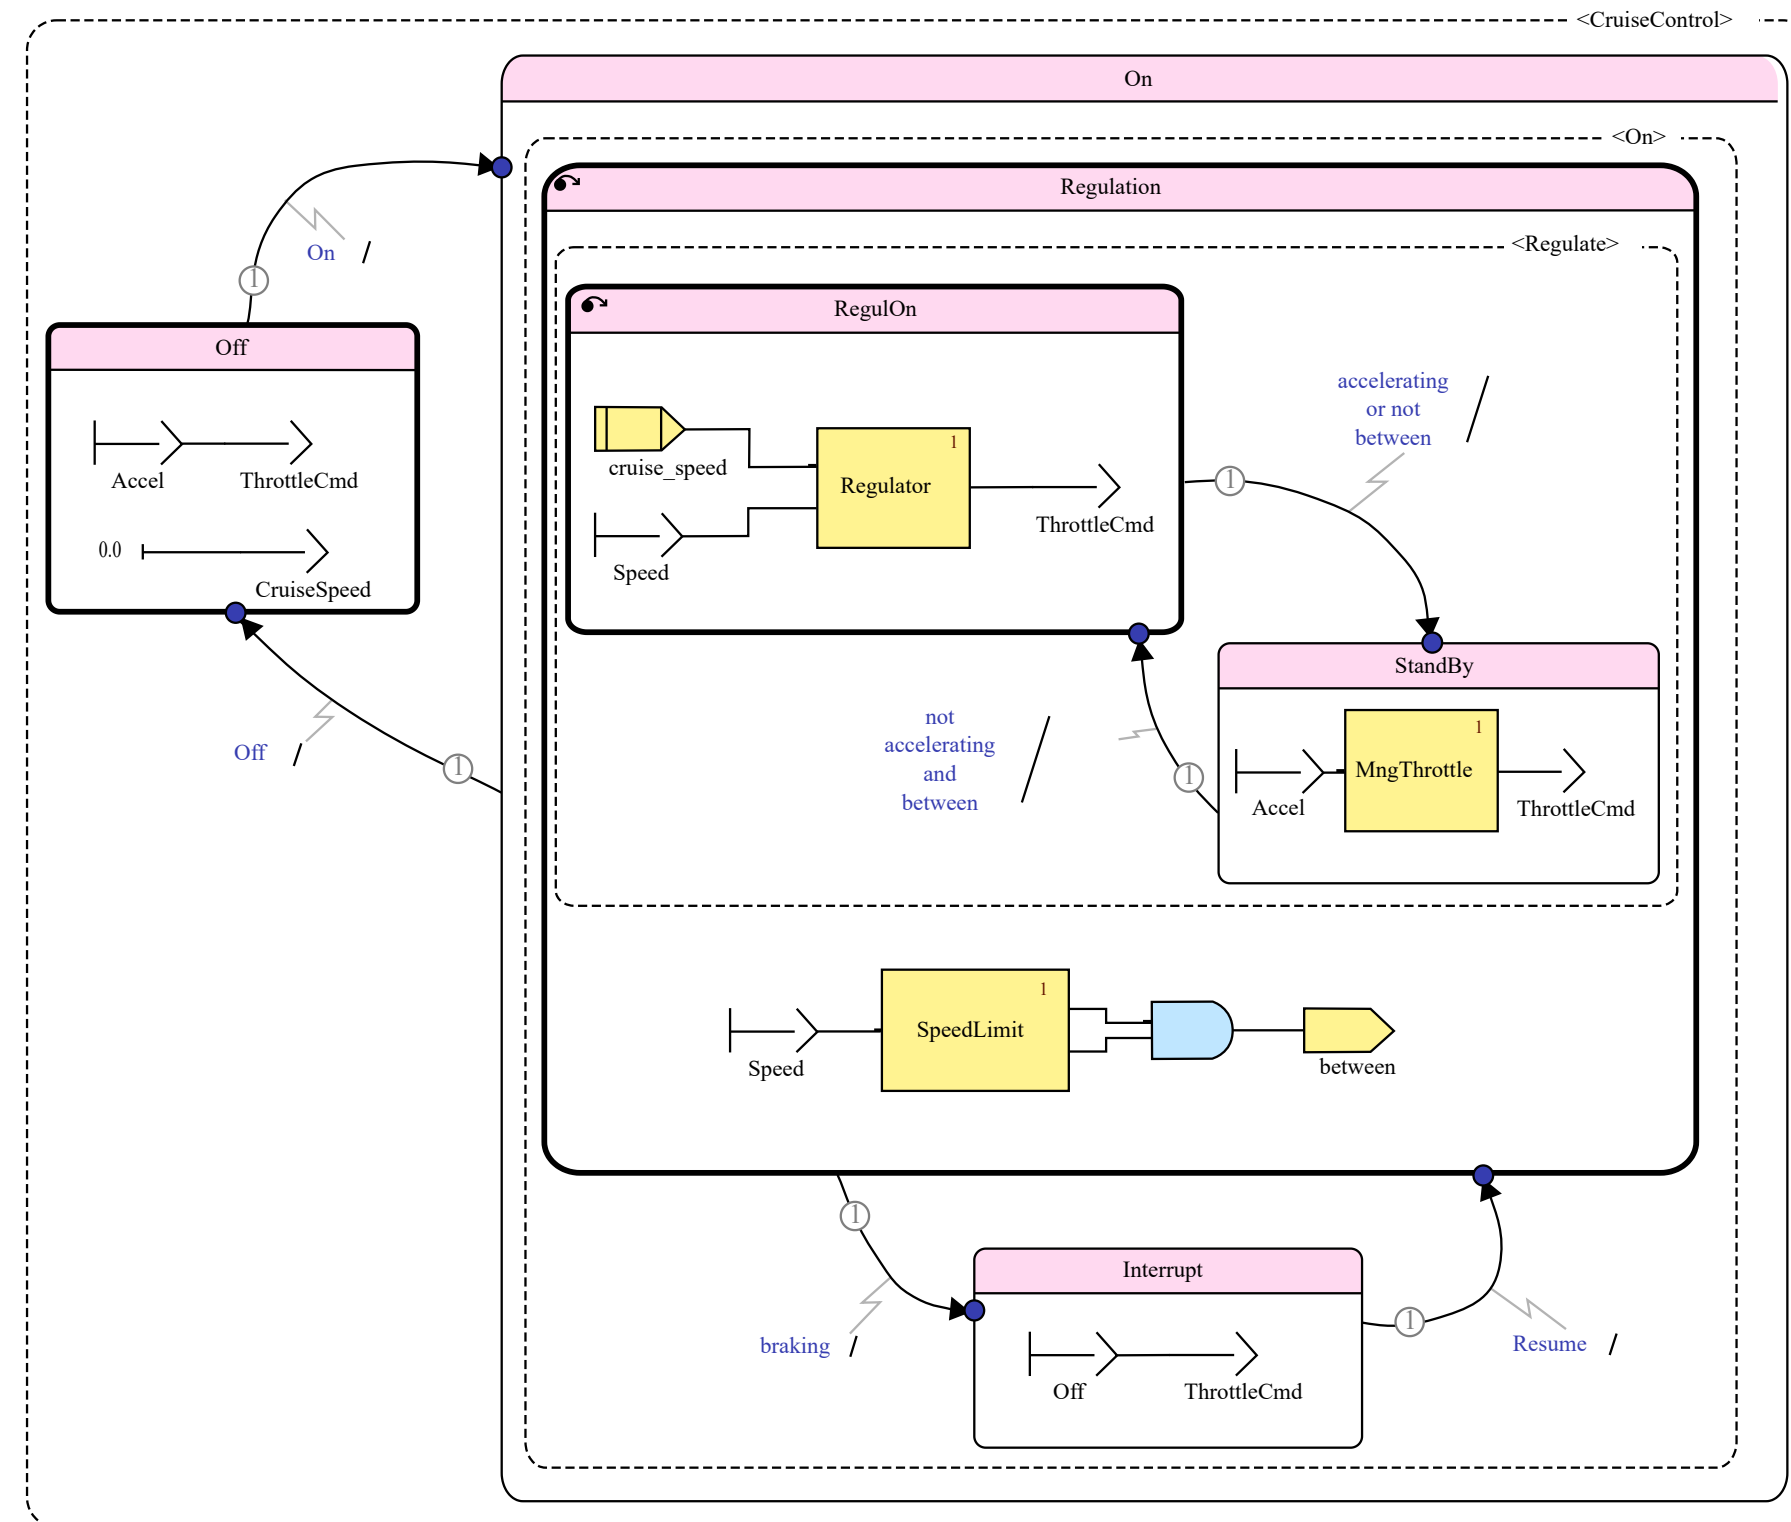 <CruiseControl>
On
<On>
Regulation
<Regulate>
On /
1
Off
Accel
ThrottleCmd
0.0
CruiseSpeed
RegulOn
cruise_speed
1
Regulator
Speed
ThrottleCmd
accelerating
or not
between
/
1
StandBy
1
MngThrottle
Accel
ThrottleCmd
not
accelerating
and
between
/
1
Off /
1
1
SpeedLimit
Speed
between
1
braking /
Interrupt
Off
ThrottleCmd
1
Resume /